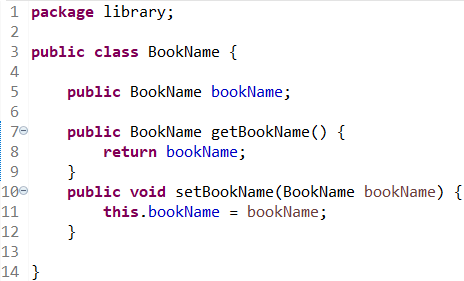 1 package library;
2
3 public class BookName {
4
5     public BookName bookName;
6
7     public BookName getBookName() {
8         return bookName;
9     }
10     public void setBookName(BookName bookName) {
11         this.bookName = bookName;
12     }
13
14 }